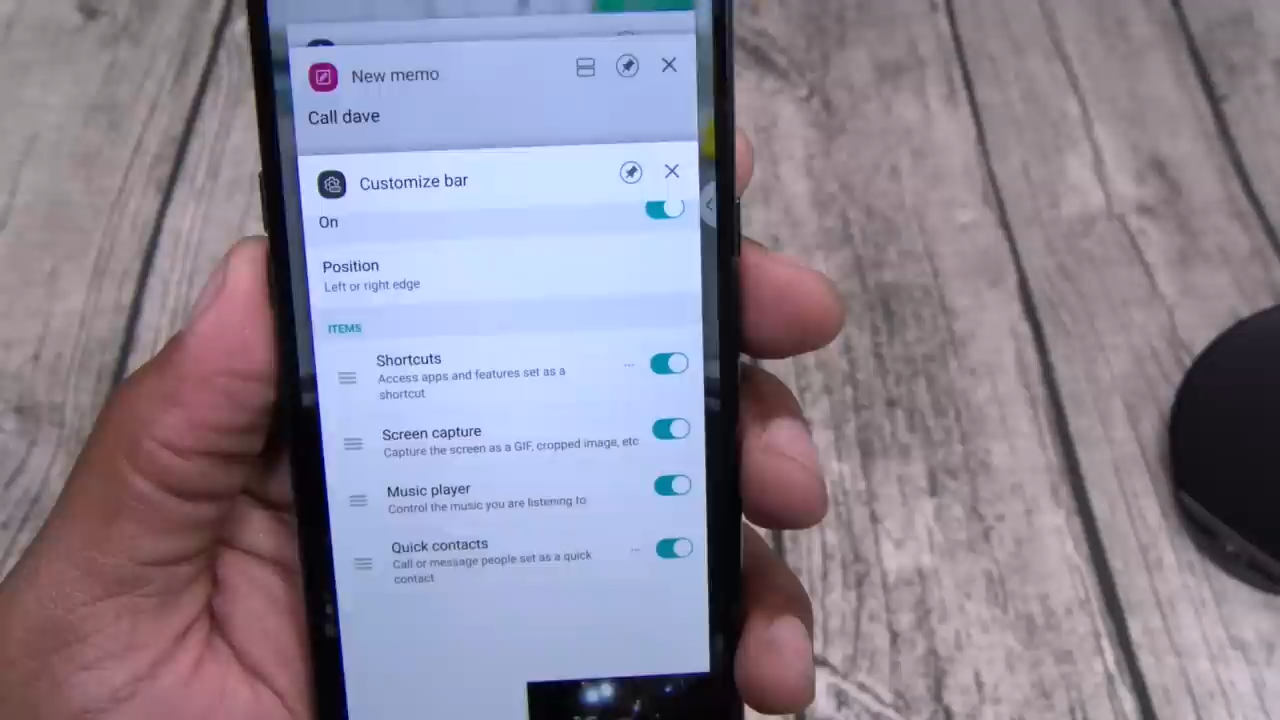 New memo
Call dave
Customize bar
On
Position
Left or right edge
ITEMS
Shortcuts
Access apps and features set as a
shortcut
Screen capture
Capture the screen as a GIF, cropped image, etc
Music player
Control the music you are listening to
Quick contacts
Call or message people set as a quick
contact